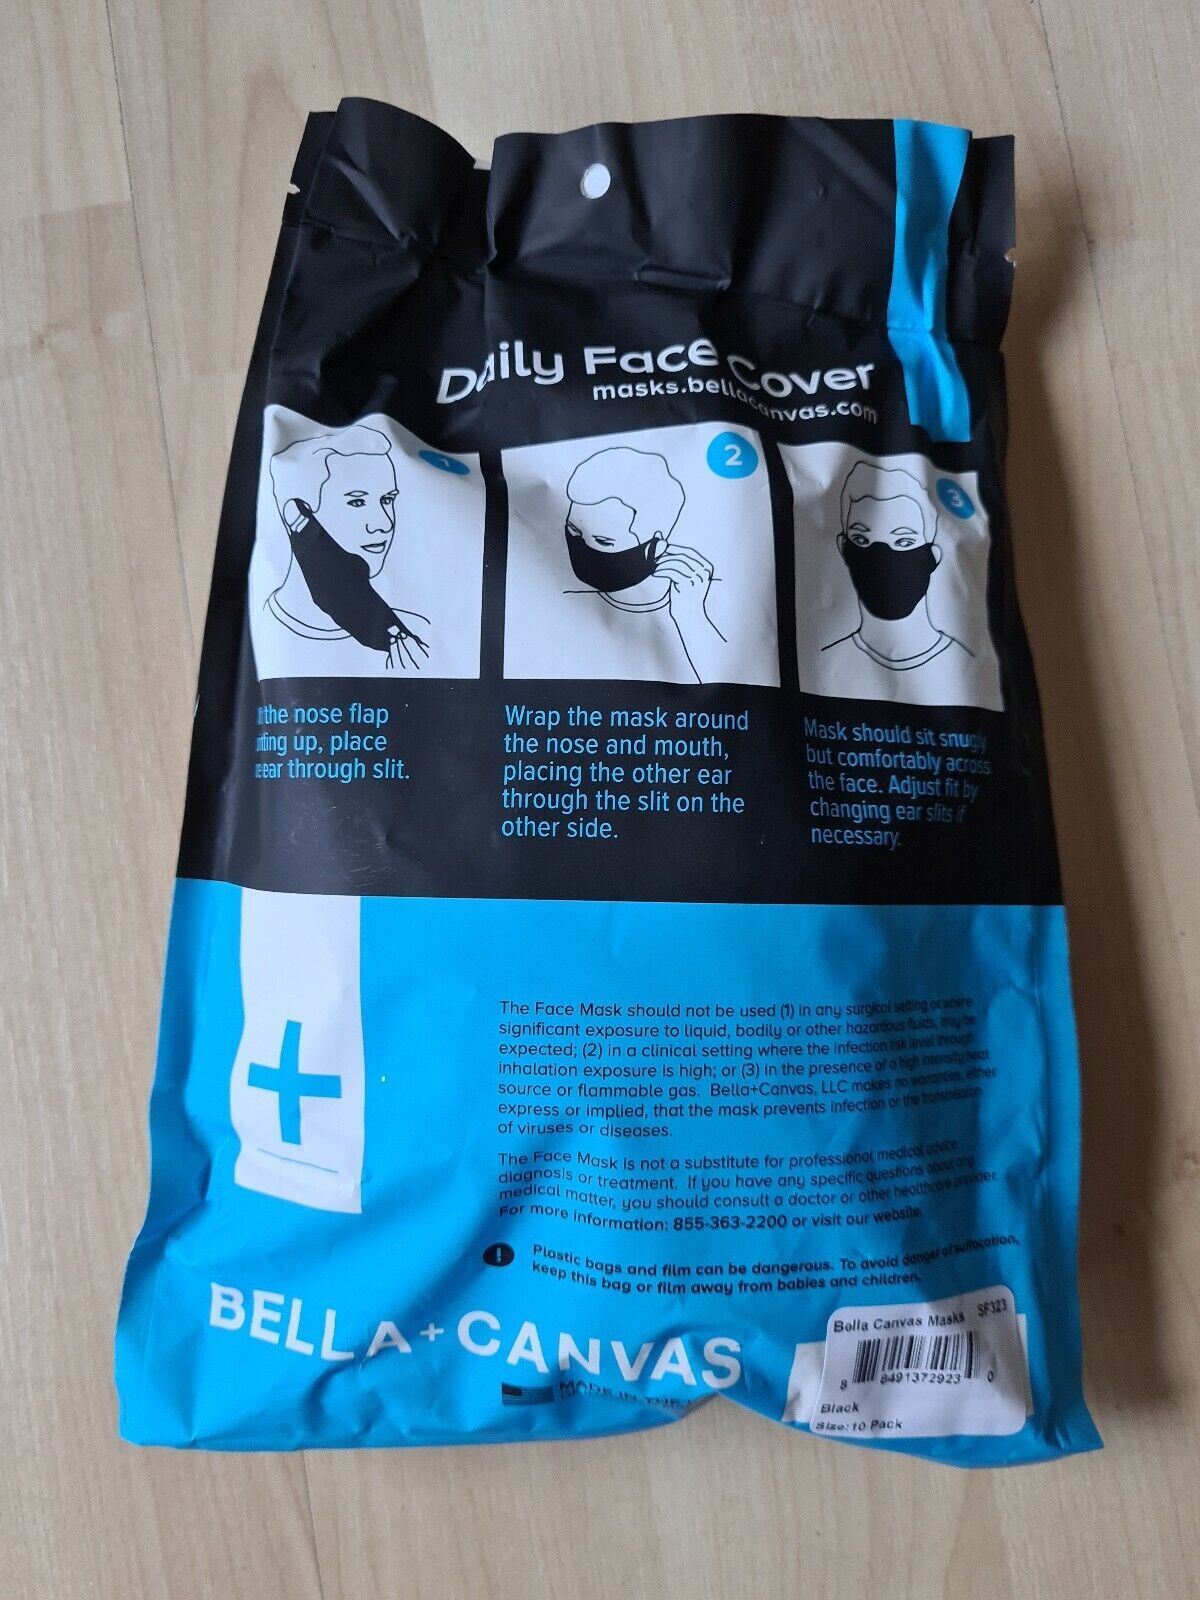 Daily Face Cover
masks.bellacanvas.com
1
2
3
the nose flap
up, place
ear through slit.
Wrap the mask around
the nose and mouth,
placing the other ear
through the slit on the
other side.
Mask should sit snugly
but comfortably across
the face. Adjust fit by
changing ear slits if
necessary.
The Face Mask should not be used (1) in any surgical setting or where
significant exposure to liquid, bodily or other hazardous fluids, may be
expected; (2) in a clinical setting where the infection risk level through
inhalation exposure is high; or (3) in the presence of a high intensity heat
source or flammable gas. Bella+Canvas, LLC makes no warranties, either
express or implied, that the mask prevents infection or the transmission
of viruses or diseases.
The Face Mask is not a substitute for professional medical advice,
diagnosis or treatment. If you have any specific questions about any
medical matter, you should consult a doctor or other healthcare provider.
For more information: 855-363-2200 or visit our website.
!
Plastic bags and film can be dangerous. To avoid danger of suffocation,
keep this bag or film away from babies and children.
BELLA+CANVAS
MADE IN THE
Bella Canvas Masks SF323
8 8491372923 0
Black
Size: 10 Pack